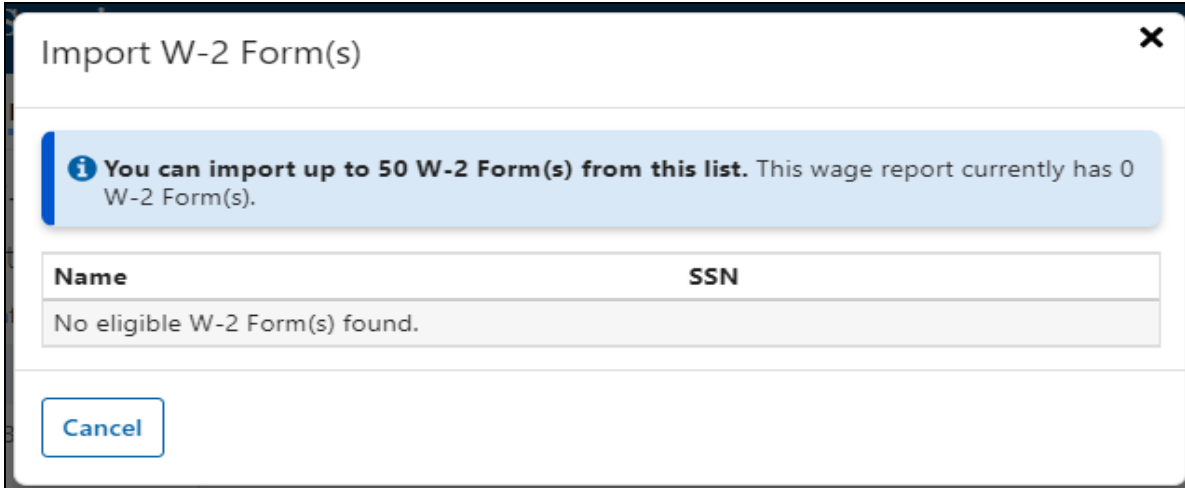 Import W-2 Form(s)
You can import up to 50 W-2 Form(s) from this list. This wage report currently has 0
W-2 Form(s).
Name SSN
No eligible W-2 Form(s) found.
Cancel